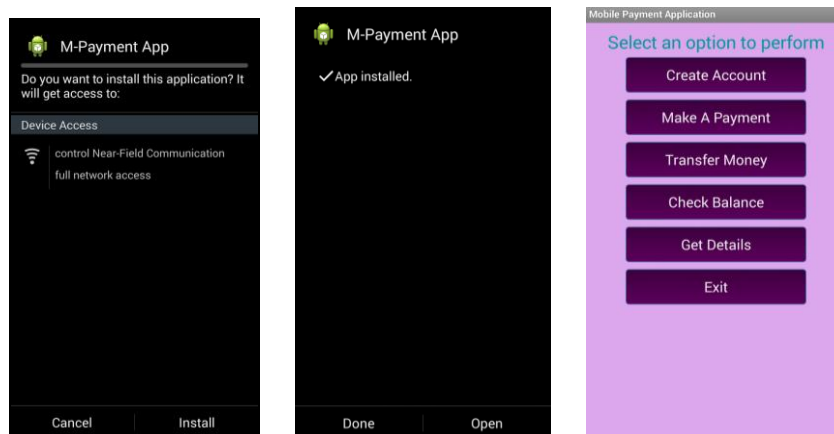 M-Payment App
Do you want to install this application? It
will get access to:
Device Access
control Near-Field Communication
full network access
Cancel
Install
M-Payment App
App installed.
Done
Open
Mobile Payment Application
Select an option to perform
Create Account
Make A Payment
Transfer Money
Check Balance
Get Details
Exit